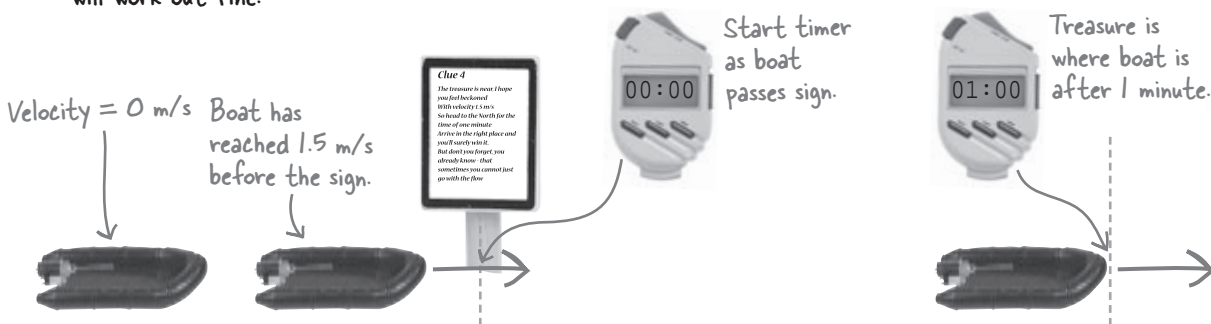 will work out fine.
Velocity = 0 m/s
Boat has
reached 1.5 m/s
before the sign.
Clue 4
The treasure is near, I hope
you feel beckoned
With velocity 1.5 m/s
So head to the North for the
time of one minute
Arrive in the right place and
you'll surely win it.
But don't you forget, you
already know - that
sometimes you cannot just
go with the flow
00:00
Start timer
as boat
passes sign.
01:00
Treasure is
where boat is
after 1 minute.